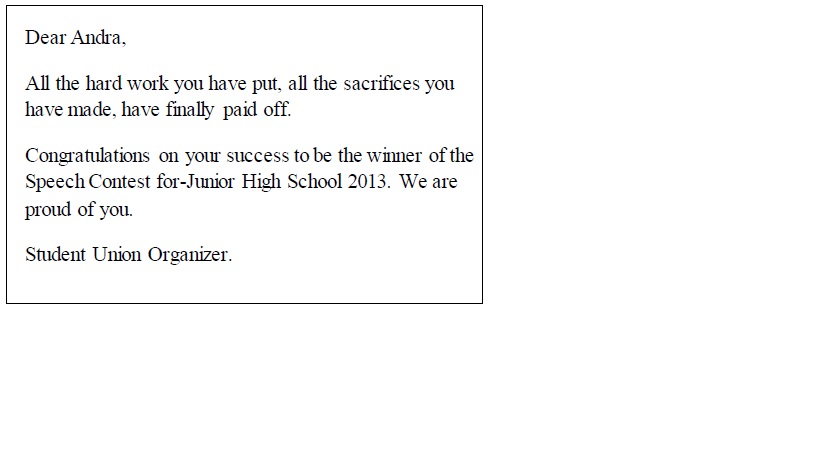 Dear Andra,
All the hard work you have put, all the sacrifices you
have made, have finally paid off.
Congratulations on your success to be the winner of the
Speech Contest for-Junior High School 2013. We are
proud of you.
Student Union Organizer.